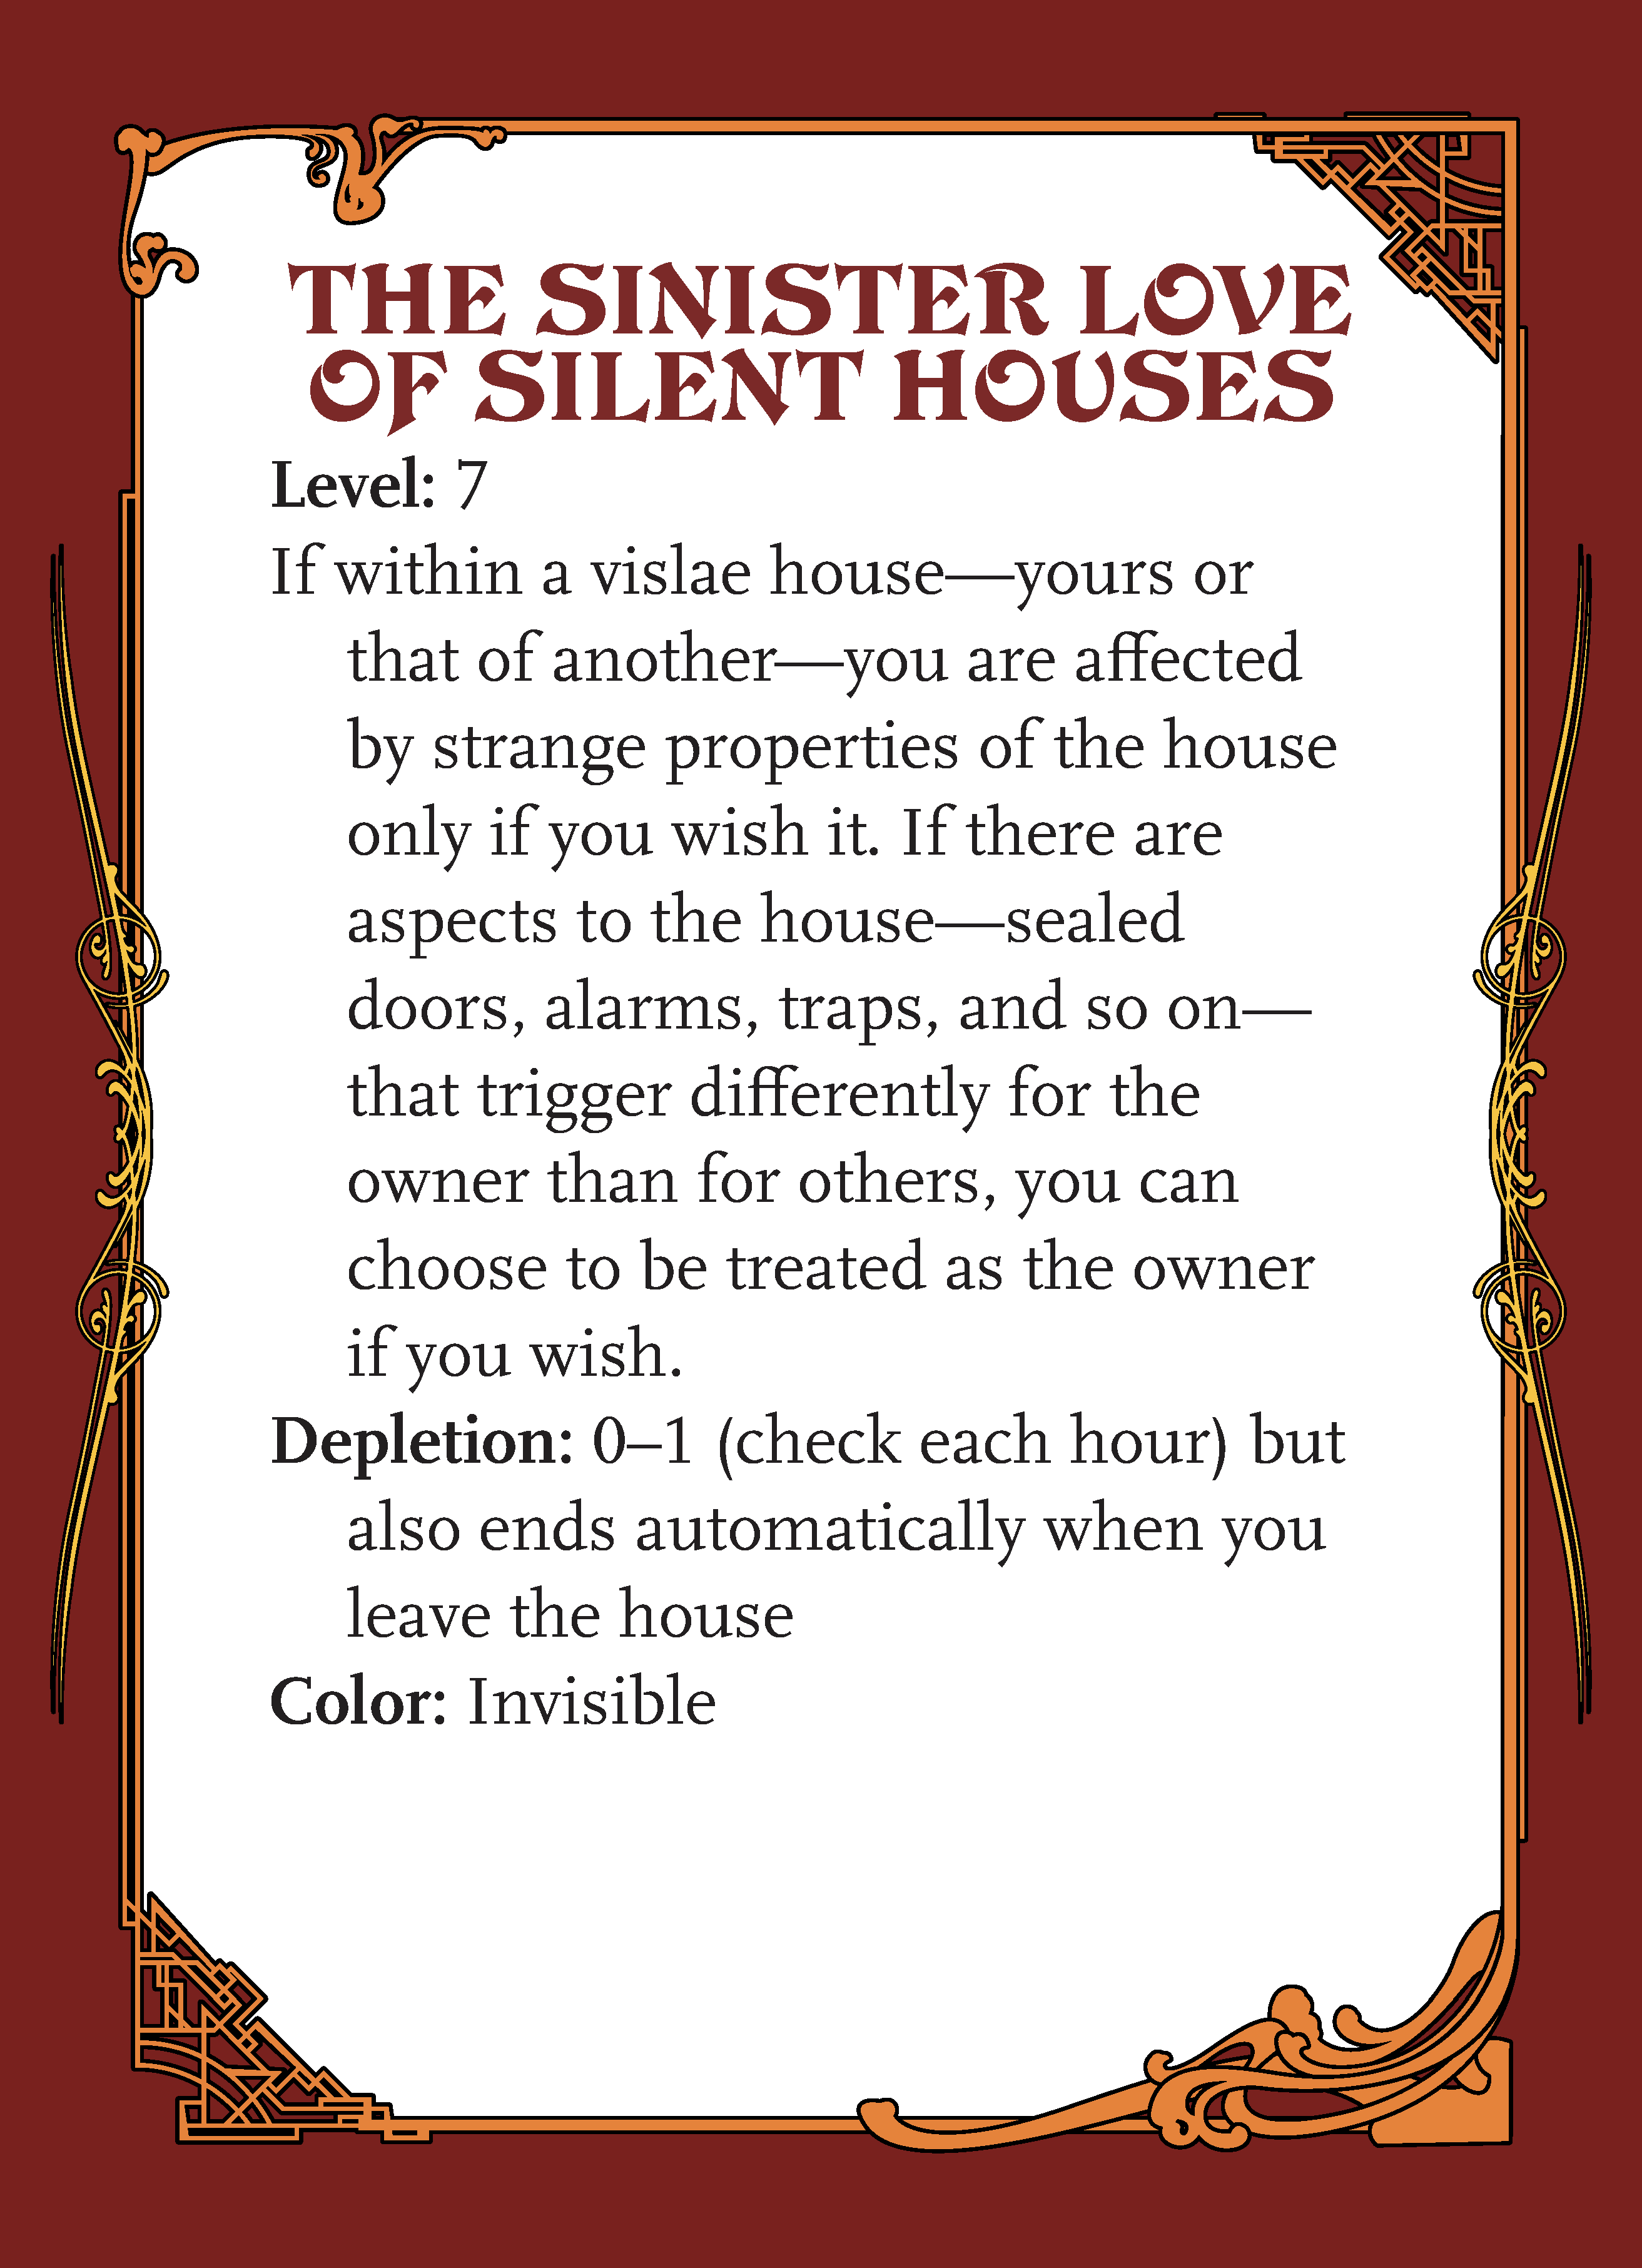 THE SINISTER LOVE
OF SILENT HOUSES
Level: 7
If within a vislae house—yours or
that of another—you are affected
by strange properties of the house
only if you wish it. If there are
aspects to the house—sealed
doors, alarms, traps, and so on—
that trigger differently for the
owner than for others, you can
choose to be treated as the owner
if you wish.
Depletion: 0–1 (check each hour) but
also ends automatically when you
leave the house
Color: Invisible